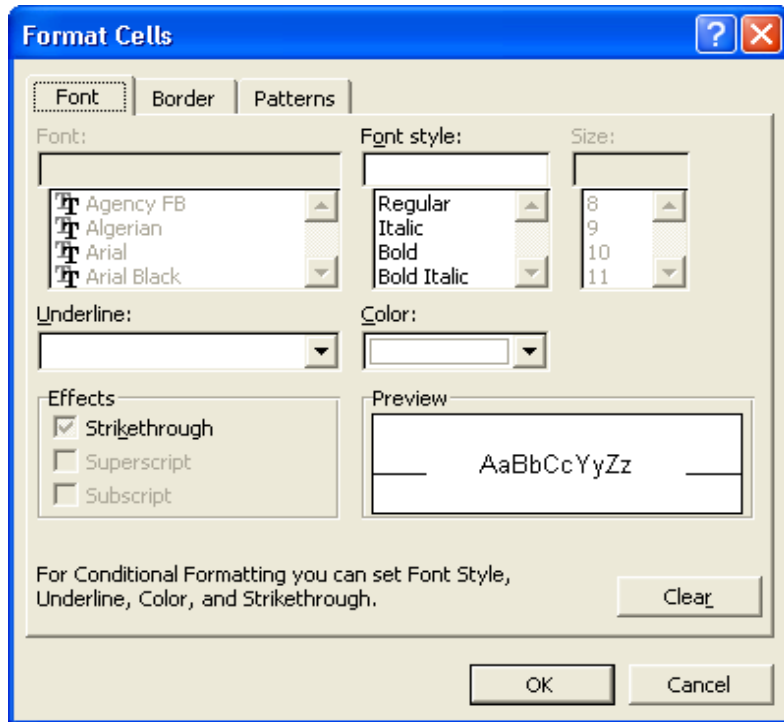 Format Cells
Font Border Patterns
Font: Font style: Size:
Agency FB Regular 8
Algerian Italic 9
Arial Bold 10
Arial Black Bold Italic 11
Underline: Color:
Effects Preview
Strikethrough
Superscript AaBbCcYyZz
Subscript
For Conditional Formatting you can set Font Style,
Underline, Color, and Strikethrough.
Clear
OK Cancel